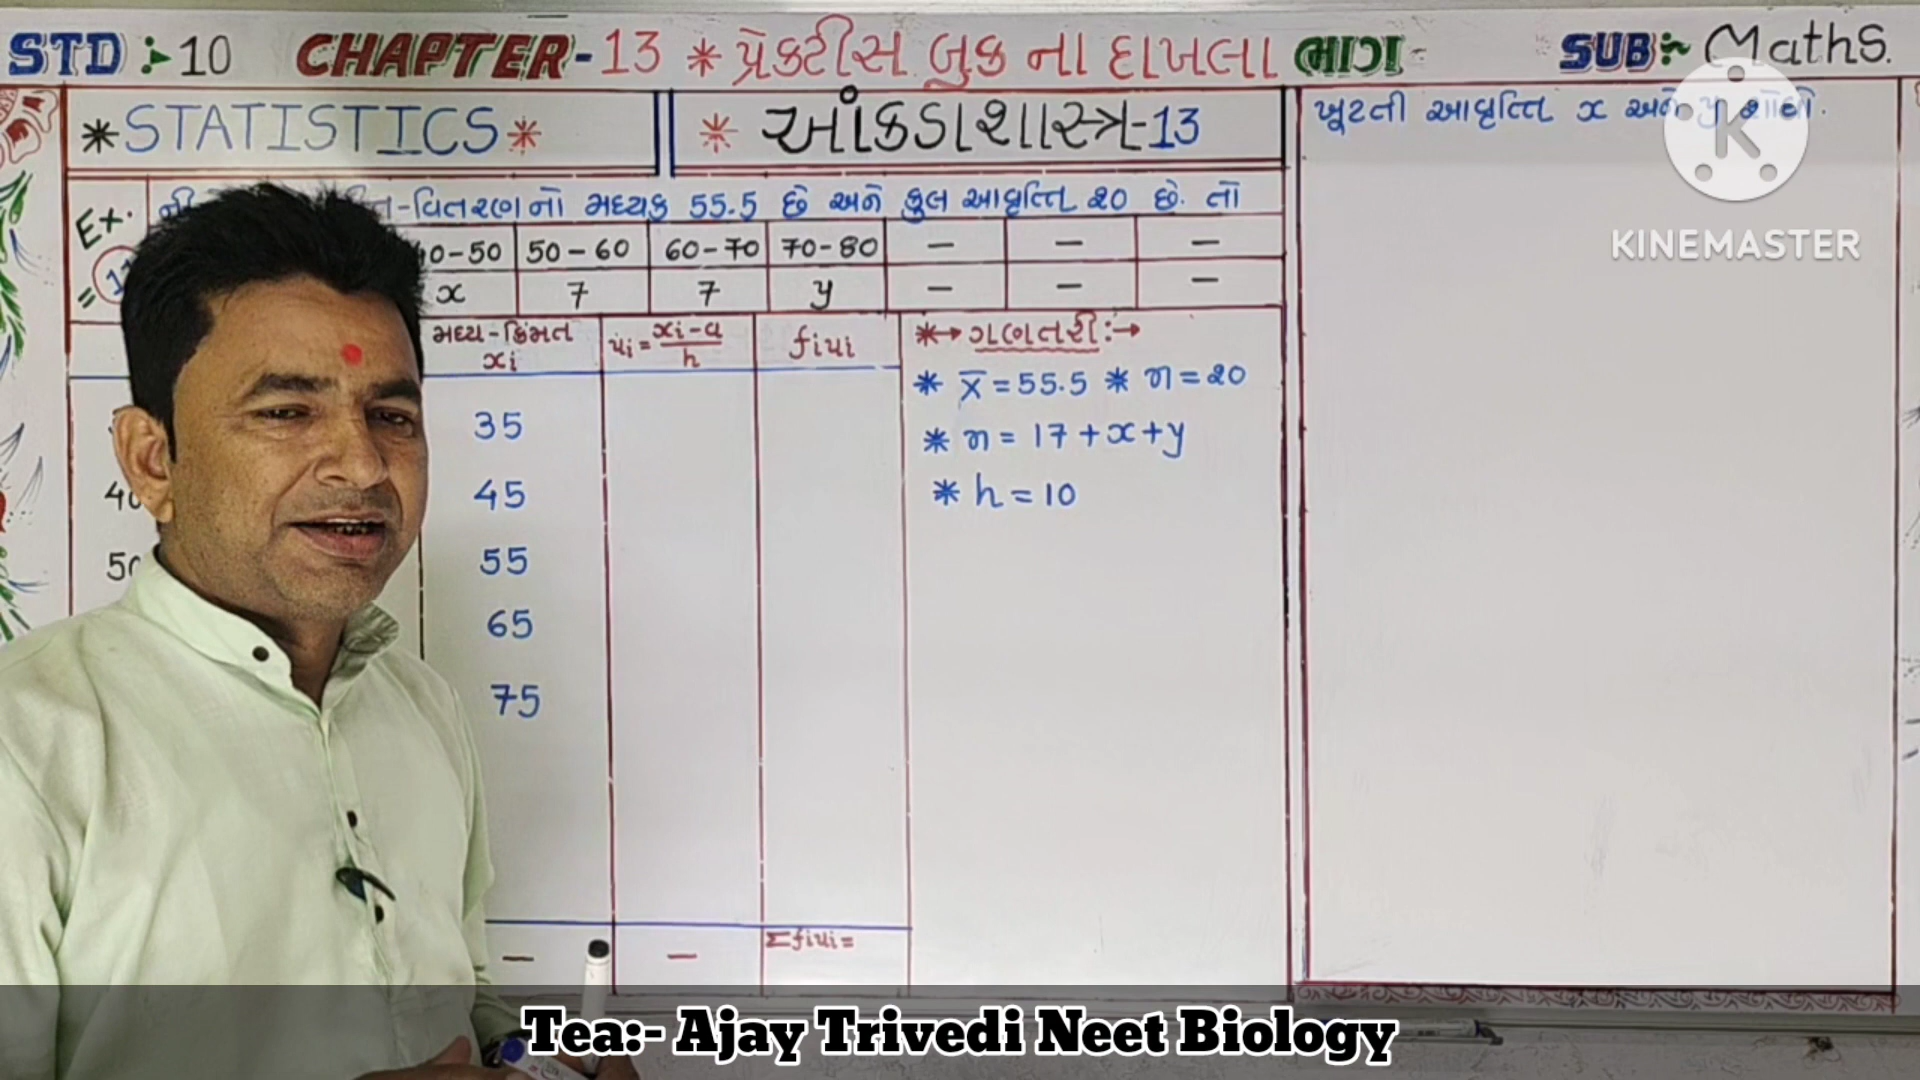 STD :- 10 CHAPTER-13 * પ્રેક્ટીસ બુક ના દાખલા ભાગ:- SUB:- Maths.
*STATISTICS* * આંકડાશાસ્ત્ર-13
Ex. વિતરણનો મધ્યક 55.5 છે અને કુલ આવૃત્તિ 20 છે. તો
ખૂટતી આવૃત્તિ x અને y શોધો.
40-50 50-60 60-70 70-80 — — —
x 7 7 y — — —
મધ્ય-કિંમત xi
ui = xi-a / h
fiui
*→ ગણતરી:→
35
45
55
65
75
* x̄ = 55.5 * n = 20
* n = 17 + x + y
* h = 10
— — Σfiui =
K
KINEMASTER
Tea:- Ajay Trivedi Neet Biology